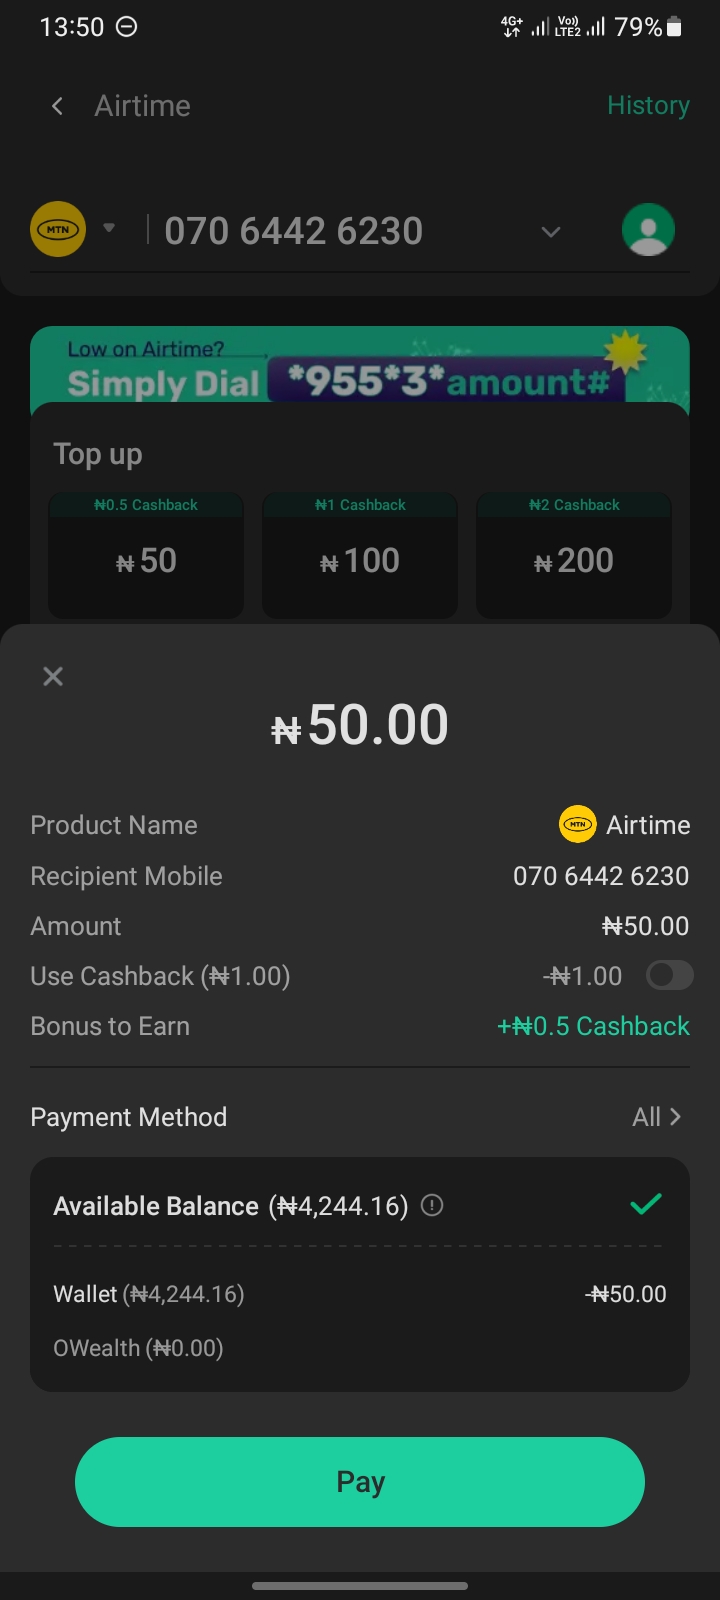 13:50 4G+ Vo)) LTE2 79%
Airtime History
MTN 070 6442 6230
Low on Airtime?
Simply Dial *955*3*amount#
Top up
₦0.5 Cashback ₦1 Cashback ₦2 Cashback
₦50 ₦100 ₦200
₦50.00
Product Name MTN Airtime
Recipient Mobile 070 6442 6230
Amount ₦50.00
Use Cashback (₦1.00) -₦1.00
Bonus to Earn +₦0.5 Cashback
Payment Method All
Available Balance (₦4,244.16)
Wallet (₦4,244.16) -₦50.00
OWealth (₦0.00)
Pay